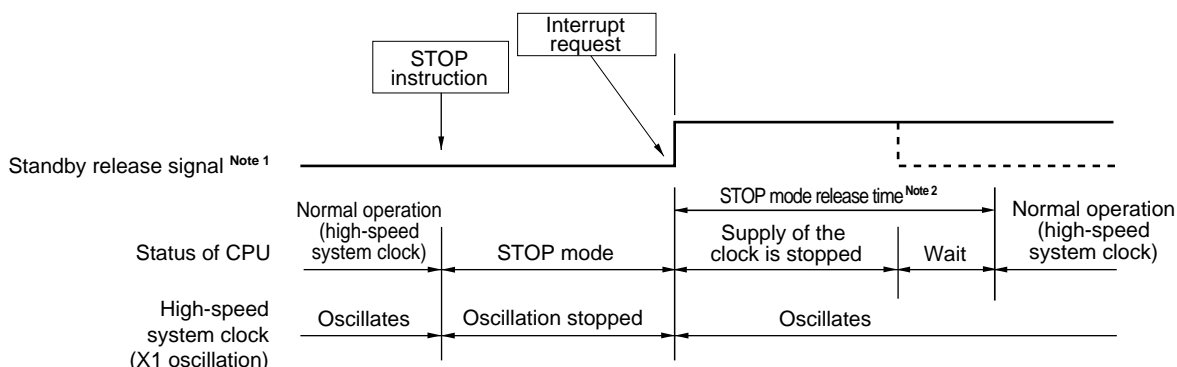 Interrupt
request
STOP
instruction
Standby release signal Note 1
STOP mode release time Note 2
Normal operation
(high-speed
system clock)
Supply of the
clock is stopped
Normal operation
(high-speed
system clock)
Status of CPU
STOP mode
Wait
High-speed
system clock
(X1 oscillation)
Oscillates
Oscillation stopped
Oscillates